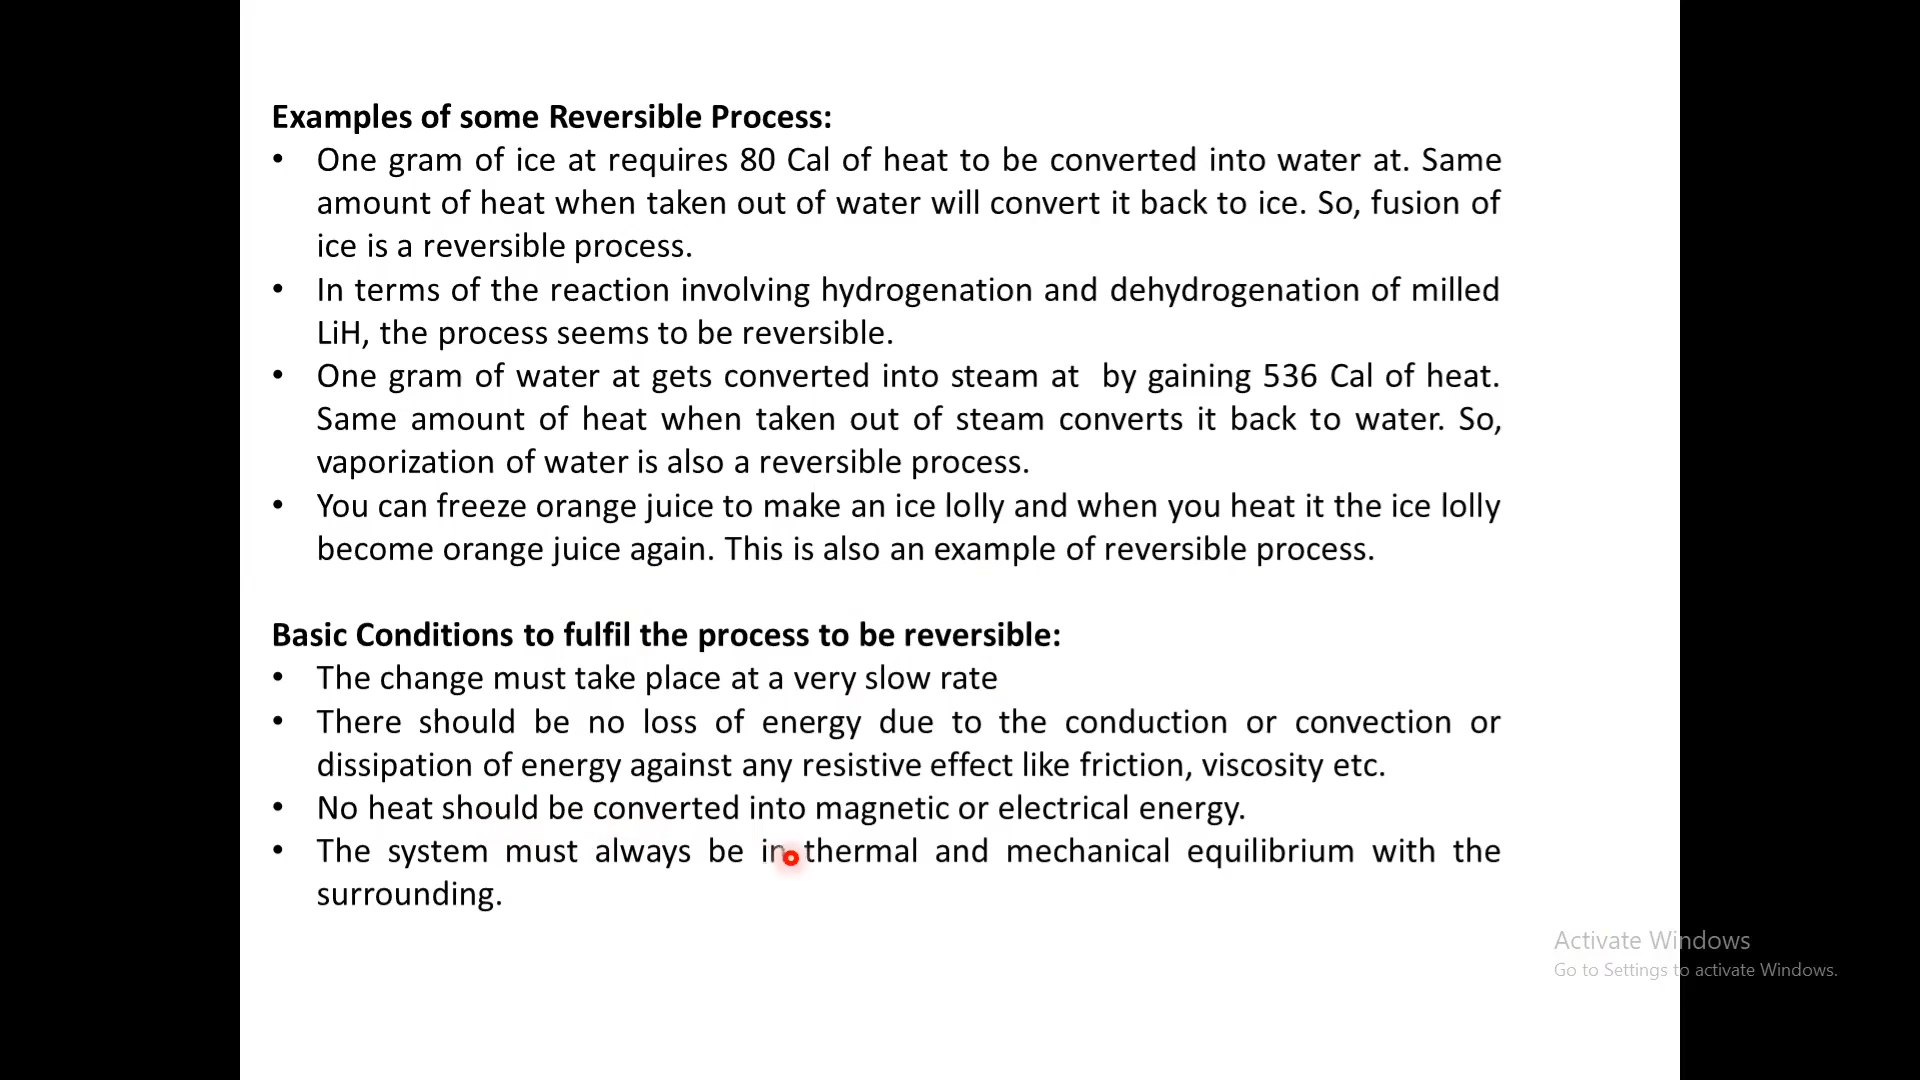 Examples of some Reversible Process:
• One gram of ice at requires 80 Cal of heat to be converted into water at. Same
amount of heat when taken out of water will convert it back to ice. So, fusion of
ice is a reversible process.
• In terms of the reaction involving hydrogenation and dehydrogenation of milled
LiH, the process seems to be reversible.
• One gram of water at gets converted into steam at by gaining 536 Cal of heat.
Same amount of heat when taken out of steam converts it back to water. So,
vaporization of water is also a reversible process.
• You can freeze orange juice to make an ice lolly and when you heat it the ice lolly
become orange juice again. This is also an example of reversible process.
Basic Conditions to fulfil the process to be reversible:
• The change must take place at a very slow rate
• There should be no loss of energy due to the conduction or convection or
dissipation of energy against any resistive effect like friction, viscosity etc.
• No heat should be converted into magnetic or electrical energy.
• The system must always be in thermal and mechanical equilibrium with the
surrounding.
Activate Windows
Go to Settings to activate Windows.